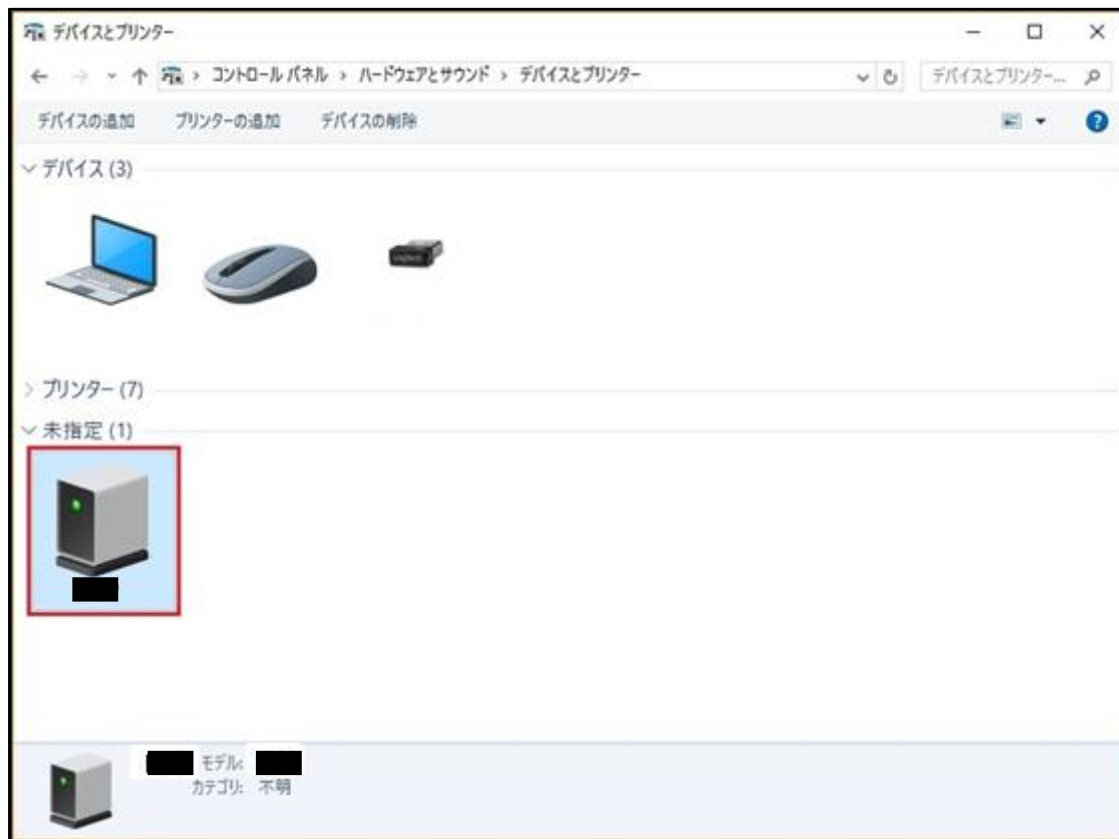 デバイスとプリンター
コントロール パネル › ハードウェアとサウンド › デバイスとプリンター
デバイスとプリンター...
デバイスの追加 プリンターの追加 デバイスの削除
デバイス (3)
プリンター (7)
未指定 (1)
モデル:
カテゴリ: 不明